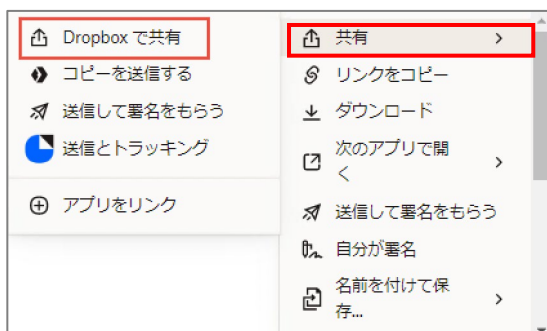 Dropbox で共有
コピーを送信する
送信して署名をもらう
送信とトラッキング
アプリをリンク
共有
リンクをコピー
ダウンロード
次のアプリで開
く
送信して署名をもらう
自分が署名
名前を付けて保
存...